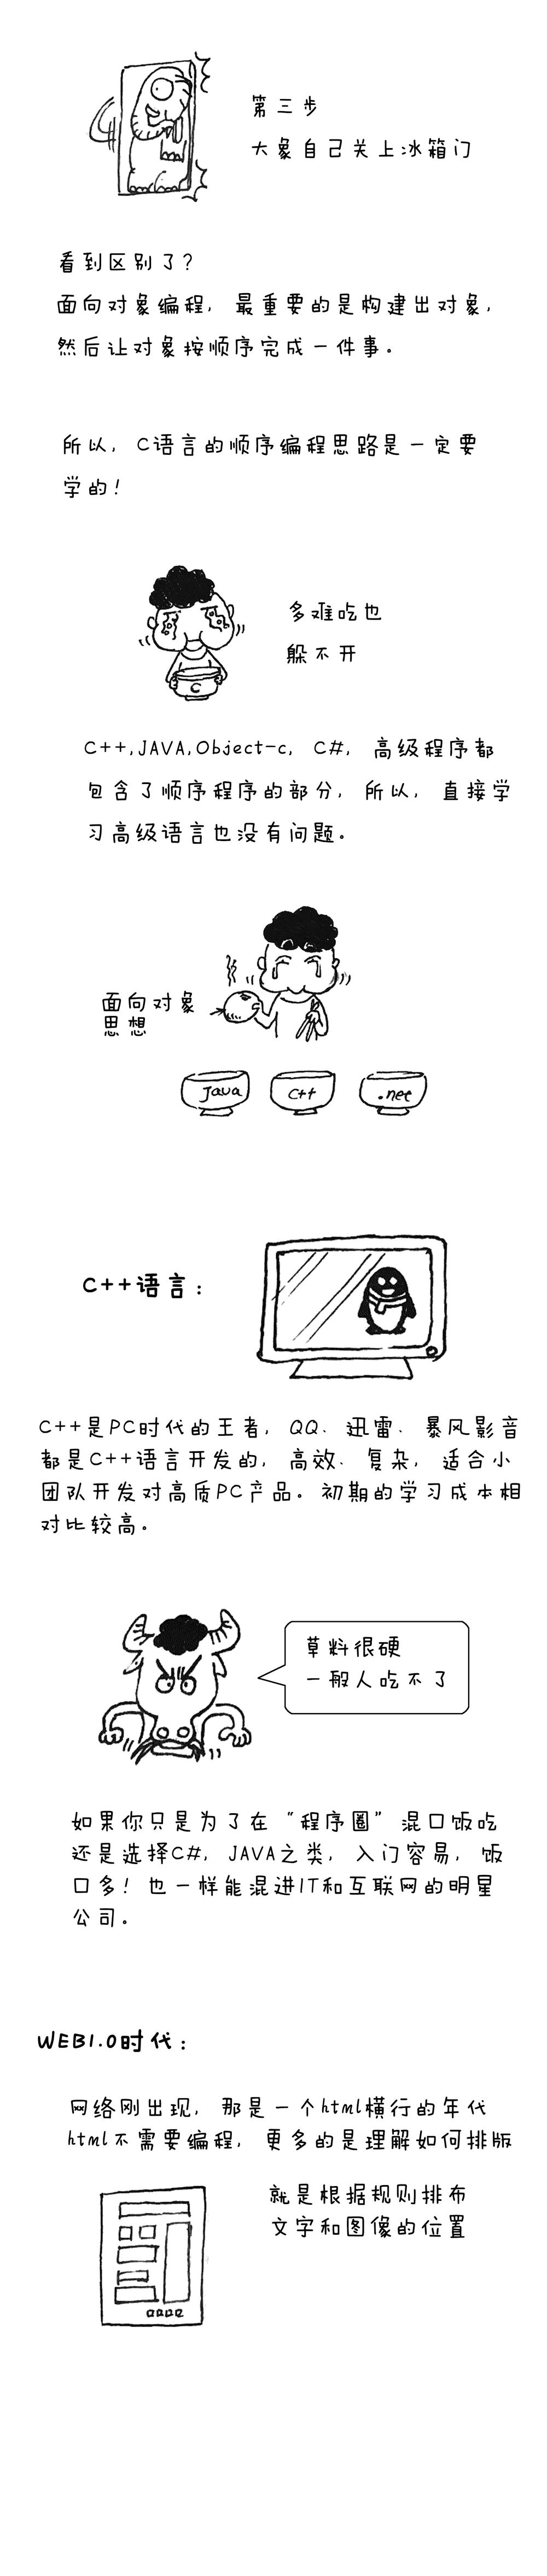 第三步
大象自己关上冰箱门
看到区别了?
面向对象编程, 最重要的是构建出对象,
然后让对象按顺序完成一件事。
所以, C语言的顺序编程思路是一定要
学的!
多难吃也
躲不开
C
C++,JAVA,Object-c, C#, 高级程序都
包含了顺序程序的部分, 所以, 直接学
习高级语言也没有问题。
面向对象
思想
Java
C++
.net
C++语言:
C++是PC时代的王者, QQ、迅雷、暴风影音
都是C++语言开发的, 高效、复杂, 适合小
团队开发对高质PC产品。初期的学习成本相
对比较高。
草料很硬
一般人吃不了
如果你只是为了在“程序圈”混口饭吃
还是选择C#, JAVA之类, 入门容易, 饭
口多! 也一样能混进IT和互联网的明星
公司。
WEB1.0时代:
网络刚出现, 那是一个html横行的年代
html不需要编程, 更多的是理解如何排版
就是根据规则排布
文字和图像的位置